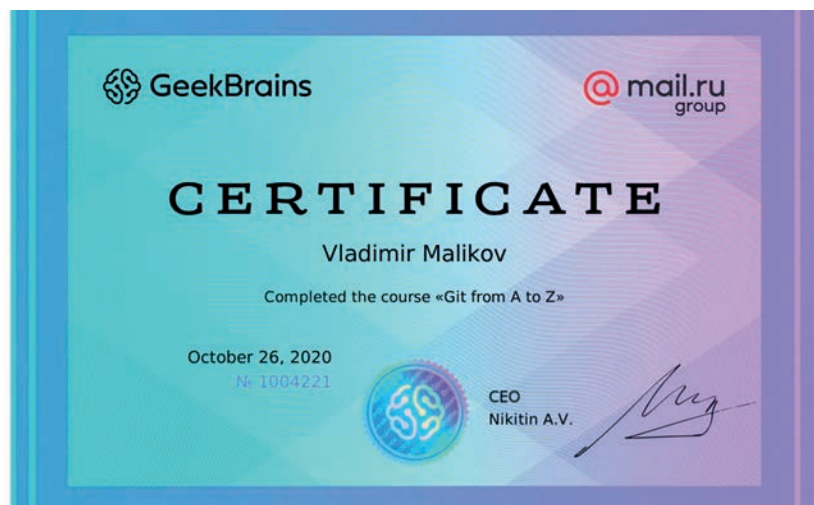 GeekBrains
@ mail.ru
group
CERTIFICATE
Vladimir Malikov
Completed the course «Git from A to Z»
October 26, 2020
№ 1004221
CEO
Nikitin A.V.